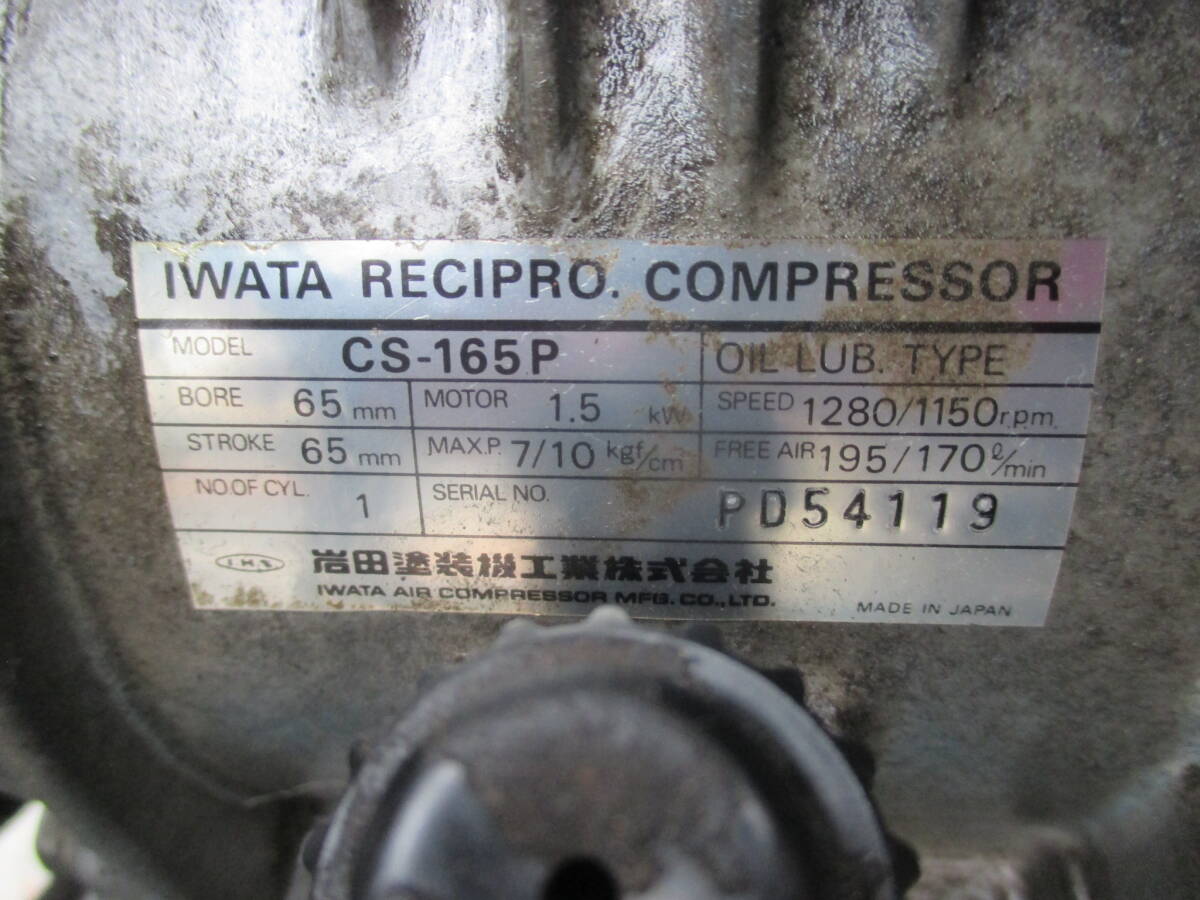 IWATA RECIPRO. COMPRESSOR
MODEL CS-165P OIL LUB. TYPE
BORE 65 mm MOTOR 1.5 kW SPEED 1280/1150 r.p.m.
STROKE 65 mm MAX.P. 7/10 kgf/cm FREE AIR 195/170 ℓ/min
NO.OF CYL. 1 SERIAL NO. PD54119
岩田塗装機工業株式会社
IWATA AIR COMPRESSOR MFG. CO.,LTD. MADE IN JAPAN